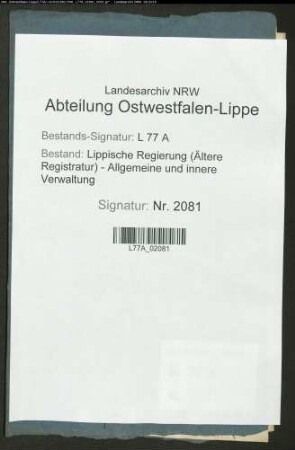 Landesarchiv NRW
Abteilung Ostwestfalen-Lippe
Bestands-Signatur: L 77 A
Bestand: Lippische Regierung (Ältere
Registratur) - Allgemeine und innere
Verwaltung
Signatur: Nr. 2081
L77A_02081